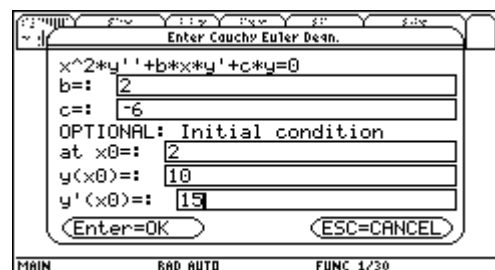 Enter Cauchy Euler Deqn.
x^2*y''+b*x*y'+c*y=0
b=: 2
c=: -6
OPTIONAL: Initial condition
at x0=: 2
y(x0)=: 10
y'(x0)=: 15
Enter=OK ESC=CANCEL
MAIN RAD AUTO FUNC 1/30